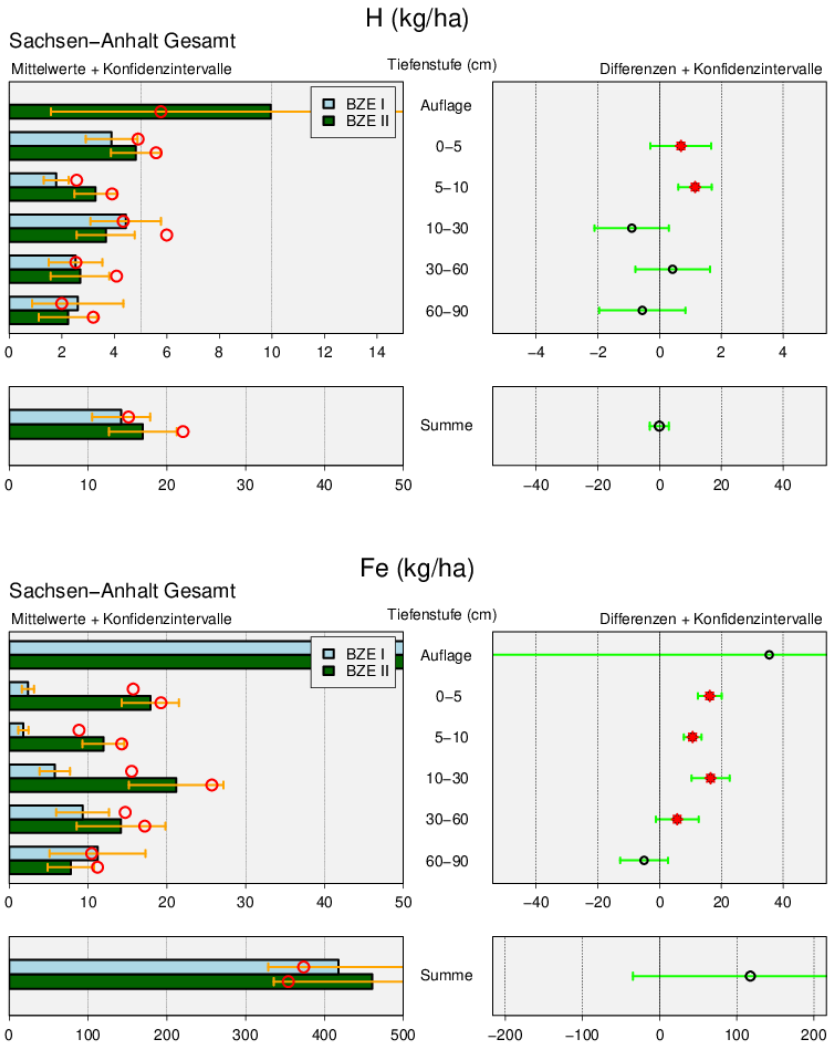 H (kg/ha)
Sachsen−Anhalt Gesamt
Mittelwerte + Konfidenzintervalle
Tiefenstufe (cm)
Differenzen + Konfidenzintervalle
BZE I
BZE II
Auflage
0−5
5−10
10−30
30−60
60−90
0 2 4 6 8 10 12 14
−4 −2 0 2 4
Summe
0 10 20 30 40 50
−40 −20 0 20 40
Fe (kg/ha)
Sachsen−Anhalt Gesamt
Mittelwerte + Konfidenzintervalle
Tiefenstufe (cm)
Differenzen + Konfidenzintervalle
BZE I
BZE II
Auflage
0−5
5−10
10−30
30−60
60−90
0 10 20 30 40 50
−40 −20 0 20 40
Summe
0 100 200 300 400 500
−200 −100 0 100 200